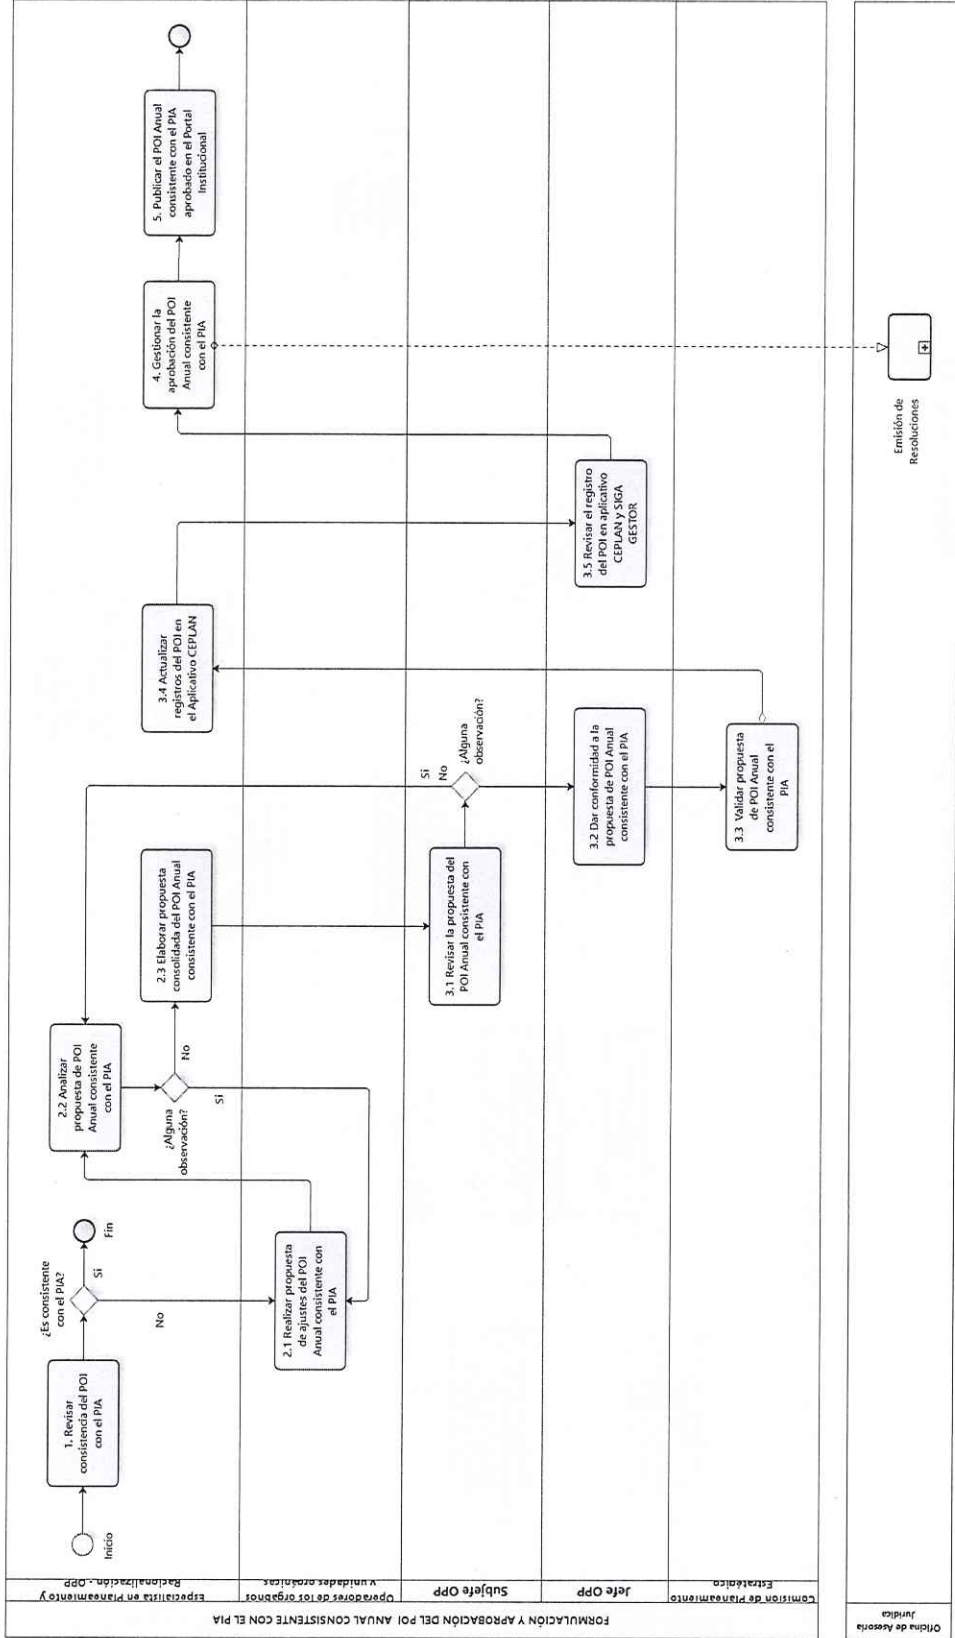 FORMULACIÓN Y APROBACIÓN DEL POI ANUAL CONSISTENTE CON EL PIA
Especialista en Planeamiento y
Racionalización - OPP
Inicio
1. Revisar
consistencia del POI
con el PIA
¿Es consistente
con el PIA?
Si
Fin
No
2.2 Analizar
propuesta de POI
Anual consistente
con el PIA
¿Alguna
observación?
No
Si
2.3 Elaborar propuesta
consolidada del POI Anual
consistente con el PIA
3.4 Actualizar
registros del POI en
el Aplicativo CEPLAN
4. Gestionar la
aprobación del POI
Anual consistente
con el PIA
5. Publicar el POI Anual
consistente con el PIA
aprobado en el Portal
Institucional
Operadores de los organos
y unidades orgánicas
2.1 Realizar propuesta
de ajustes del POI
Anual consistente con
el PIA
Subjefe OPP
3.1 Revisar la propuesta del
POI Anual consistente con
el PIA
Si
No
¿Alguna
observación?
Jefe OPP
3.2 Dar conformidad a la
propuesta de POI Anual
consistente con el PIA
3.5 Revisar el registro
del POI en aplicativo
CEPLAN y SIGA
GESTOR
Comision de Planeamiento
Estratégico
3.3 Validar propuesta
de POI Anual
consistente con el
PIA
Oficina de Asesoria
Juridica
Emisión de
Resoluciones